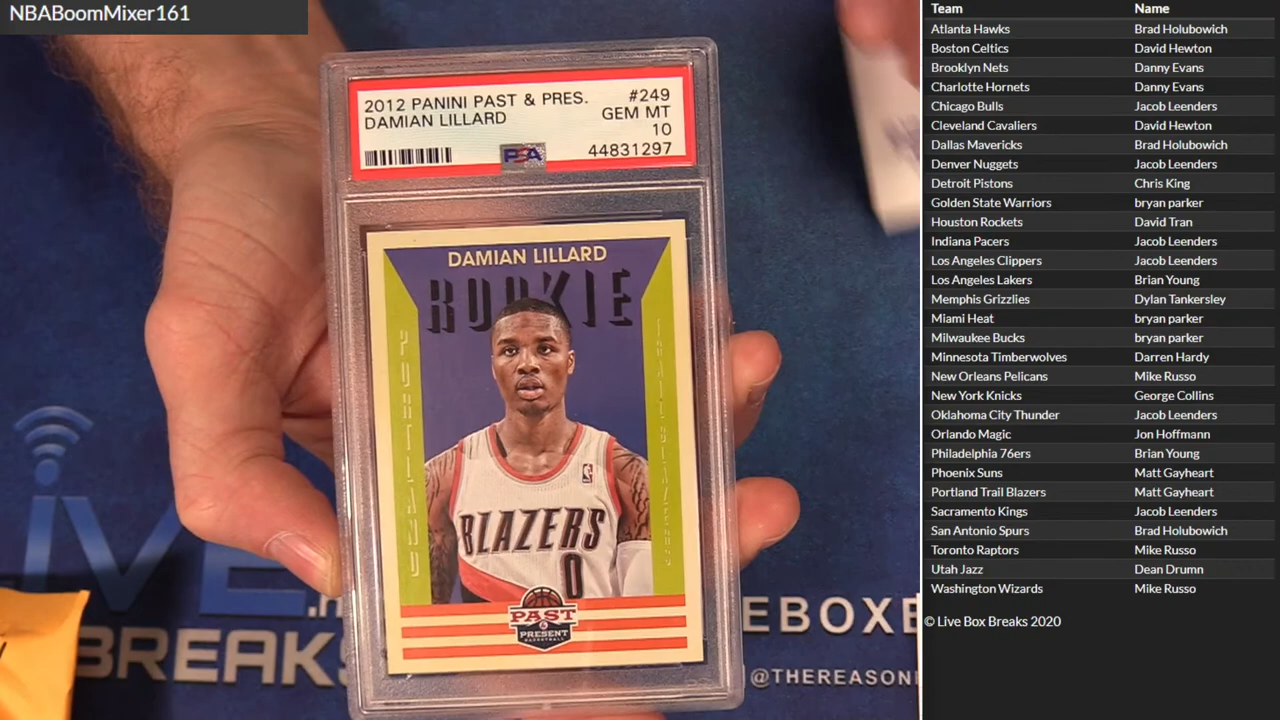 NBABoomMixer161
2012 PANINI PAST & PRES. #249
DAMIAN LILLARD GEM MT
10
PSA 44831297
DAMIAN LILLARD
ROOKIE
BLAZERS
0
PAST
&
PRESENT
BASKETBALL
LIVE
BREAKS
EBOXE
@THEREASON
Team Name
Atlanta Hawks Brad Holubowich
Boston Celtics David Hewton
Brooklyn Nets Danny Evans
Charlotte Hornets Danny Evans
Chicago Bulls Jacob Leenders
Cleveland Cavaliers David Hewton
Dallas Mavericks Brad Holubowich
Denver Nuggets Jacob Leenders
Detroit Pistons Chris King
Golden State Warriors bryan parker
Houston Rockets David Tran
Indiana Pacers Jacob Leenders
Los Angeles Clippers Jacob Leenders
Los Angeles Lakers Brian Young
Memphis Grizzlies Dylan Tankersley
Miami Heat bryan parker
Milwaukee Bucks bryan parker
Minnesota Timberwolves Darren Hardy
New Orleans Pelicans Mike Russo
New York Knicks George Collins
Oklahoma City Thunder Jacob Leenders
Orlando Magic Jon Hoffmann
Philadelphia 76ers Brian Young
Phoenix Suns Matt Gayheart
Portland Trail Blazers Matt Gayheart
Sacramento Kings Jacob Leenders
San Antonio Spurs Brad Holubowich
Toronto Raptors Mike Russo
Utah Jazz Dean Drumn
Washington Wizards Mike Russo
© Live Box Breaks 2020